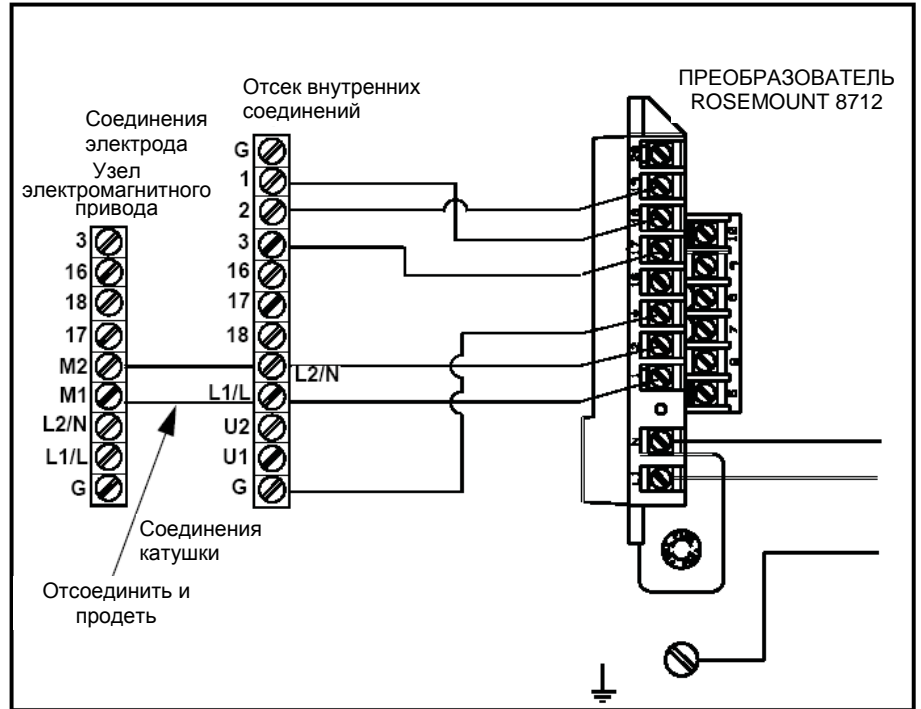 ПРЕОБРАЗОВАТЕЛЬ
ROSEMOUNT 8712
Отсек внутренних
соединений
Соединения
электрода
Узел
электромагнитного
привода
3
16
18
17
M2
M1
L2/N
L1/L
G
G
1
2
3
16
17
18
L2/N
L1/L
U2
U1
G
Соединения
катушки
Отсоединить и
продеть